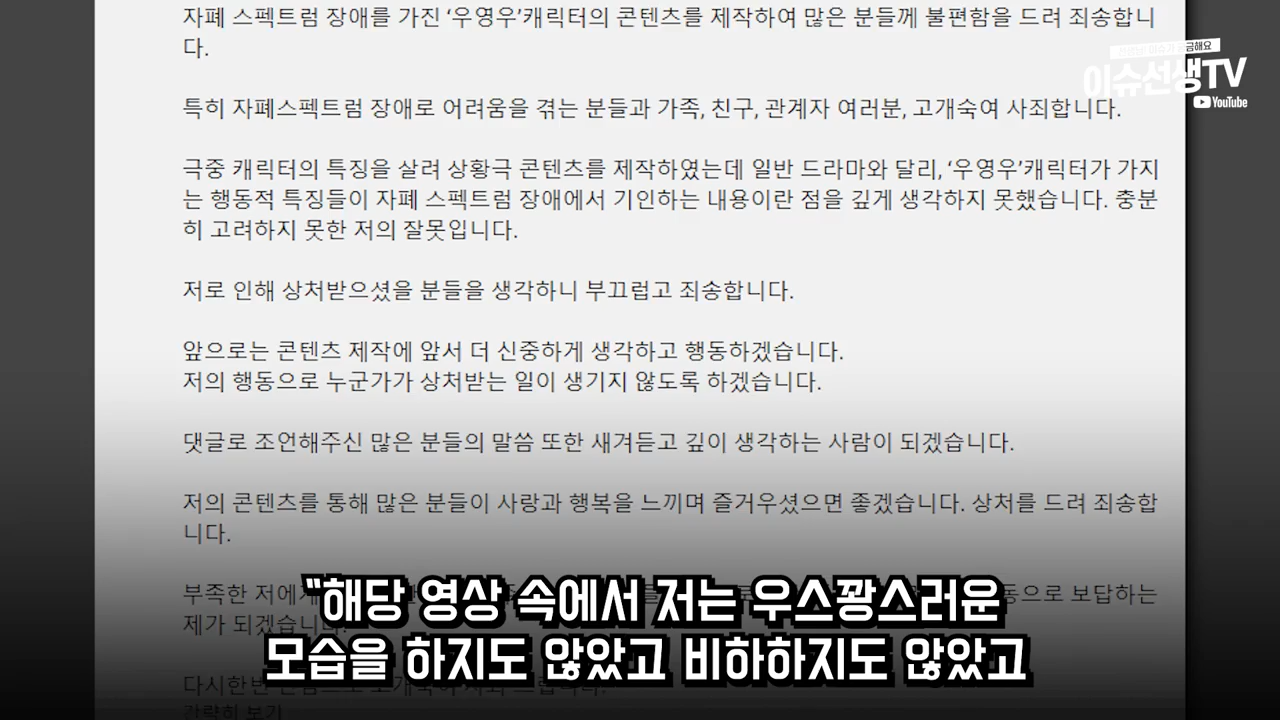 자폐 스펙트럼 장애를 가진 ‘우영우’캐릭터의 콘텐츠를 제작하여 많은 분들께 불편함을 드려 죄송합니
다.
이슈선생TV
YouTube
특히 자폐스펙트럼 장애로 어려움을 겪는 분들과 가족, 친구, 관계자 여러분, 고개숙여 사죄합니다.
극중 캐릭터의 특징을 살려 상황극 콘텐츠를 제작하였는데 일반 드라마와 달리, ‘우영우’캐릭터가 가지
는 행동적 특징들이 자폐 스펙트럼 장애에서 기인하는 내용이란 점을 깊게 생각하지 못했습니다. 충분
히 고려하지 못한 저의 잘못입니다.
저로 인해 상처받으셨을 분들을 생각하니 부끄럽고 죄송합니다.
앞으로는 콘텐츠 제작에 앞서 더 신중하게 생각하고 행동하겠습니다.
저의 행동으로 누군가가 상처받는 일이 생기지 않도록 하겠습니다.
댓글로 조언해주신 많은 분들의 말씀 또한 새겨듣고 깊이 생각하는 사람이 되겠습니다.
저의 콘텐츠를 통해 많은 분들이 사랑과 행복을 느끼며 즐거우셨으면 좋겠습니다. 상처를 드려 죄송합
니다.
부족한 저에게 보답하는
제가 되겠습니다.
“해당 영상 속에서 저는 우스꽝스러운
모습을 하지도 않았고 비하하지도 않았고
다시한번
간략히 보기